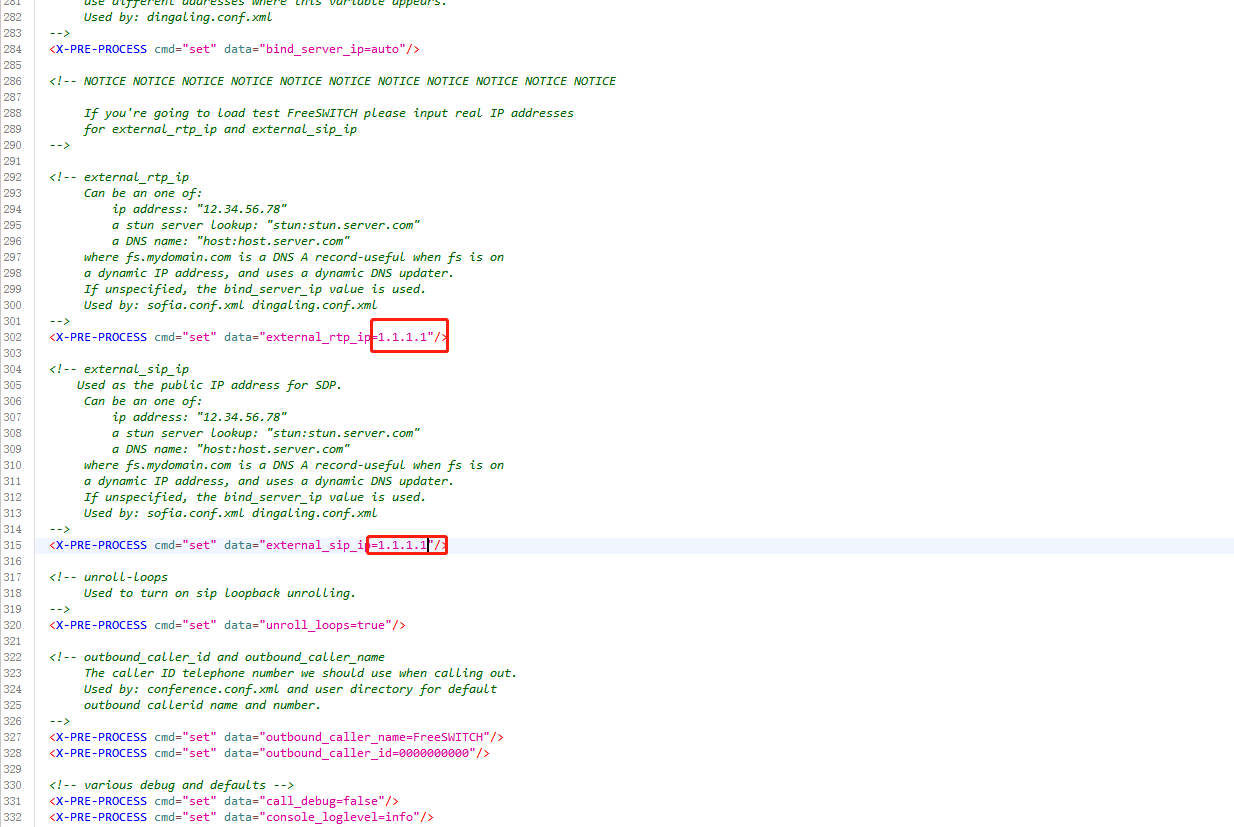 281 use different addresses where this variable appears.
282 Used by: dingaling.conf.xml
283 -->
284 <X-PRE-PROCESS cmd="set" data="bind_server_ip=auto"/>
285
286 <!-- NOTICE NOTICE NOTICE NOTICE NOTICE NOTICE NOTICE NOTICE NOTICE NOTICE NOTICE
287
288 If you're going to load test FreeSWITCH please input real IP addresses
289 for external_rtp_ip and external_sip_ip
290 -->
291
292 <!-- external_rtp_ip
293 Can be an one of:
294 ip address: "12.34.56.78"
295 a stun server lookup: "stun:stun.server.com"
296 a DNS name: "host:host.server.com"
297 where fs.mydomain.com is a DNS A record-useful when fs is on
298 a dynamic IP address, and uses a dynamic DNS updater.
299 If unspecified, the bind_server_ip value is used.
300 Used by: sofia.conf.xml dingaling.conf.xml
301 -->
302 <X-PRE-PROCESS cmd="set" data="external_rtp_ip=1.1.1.1"/>
303
304 <!-- external_sip_ip
305 Used as the public IP address for SDP.
306 Can be an one of:
307 ip address: "12.34.56.78"
308 a stun server lookup: "stun:stun.server.com"
309 a DNS name: "host:host.server.com"
310 where fs.mydomain.com is a DNS A record-useful when fs is on
311 a dynamic IP address, and uses a dynamic DNS updater.
312 If unspecified, the bind_server_ip value is used.
313 Used by: sofia.conf.xml dingaling.conf.xml
314 -->
315 <X-PRE-PROCESS cmd="set" data="external_sip_ip=1.1.1.1"/>
316
317 <!-- unroll-loops
318 Used to turn on sip loopback unrolling.
319 -->
320 <X-PRE-PROCESS cmd="set" data="unroll_loops=true"/>
321
322 <!-- outbound_caller_id and outbound_caller_name
323 The caller ID telephone number we should use when calling out.
324 Used by: conference.conf.xml and user directory for default
325 outbound callerid name and number.
326 -->
327 <X-PRE-PROCESS cmd="set" data="outbound_caller_name=FreeSWITCH"/>
328 <X-PRE-PROCESS cmd="set" data="outbound_caller_id=0000000000"/>
329
330 <!-- various debug and defaults -->
331 <X-PRE-PROCESS cmd="set" data="call_debug=false"/>
332 <X-PRE-PROCESS cmd="set" data="console_loglevel=info"/>